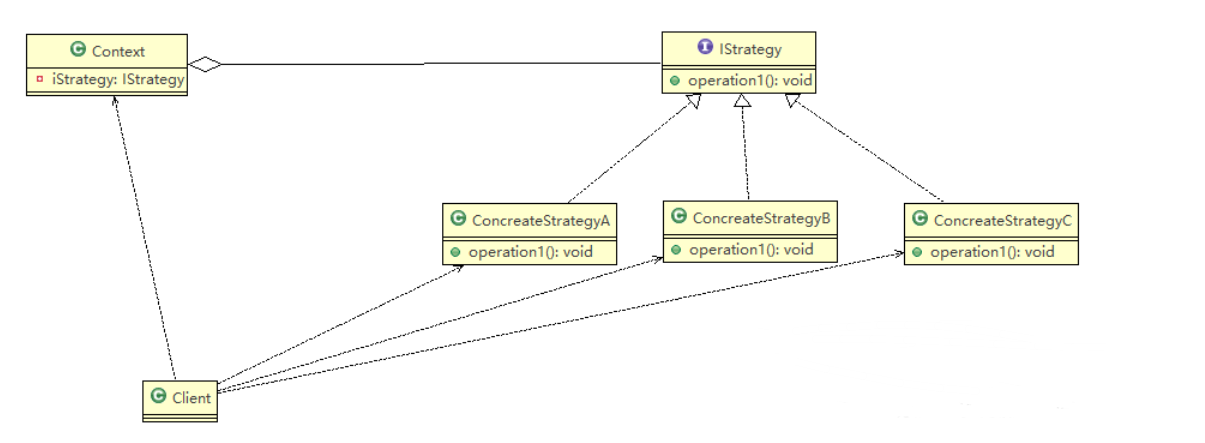 Context
iStrategy: IStrategy
IStrategy
operation1(): void
ConcreateStrategyA
operation1(): void
ConcreateStrategyB
operation1(): void
ConcreateStrategyC
operation1(): void
Client